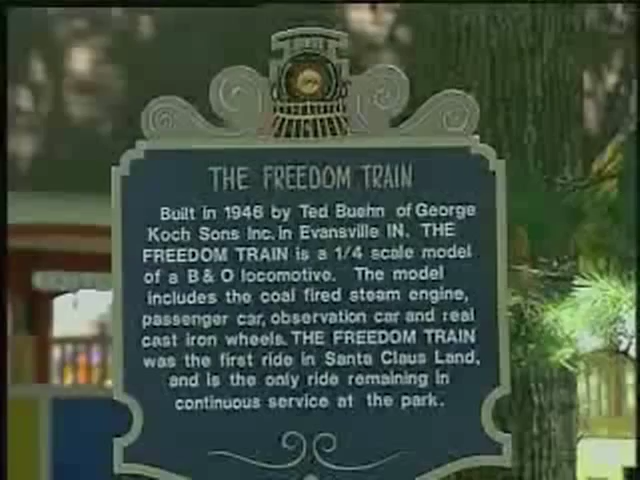 THE FREEDOM TRAIN
Built in 1946 by Ted Buehn of George
Koch Sons Inc. in Evansville IN. THE
FREEDOM TRAIN is a 1/4 scale model
of a B & O locomotive. The model
includes the coal fired steam engine,
passenger car, observation car and real
cast iron wheels. THE FREEDOM TRAIN
was the first ride in Santa Claus Land,
and is the only ride remaining in
continuous service at the park.